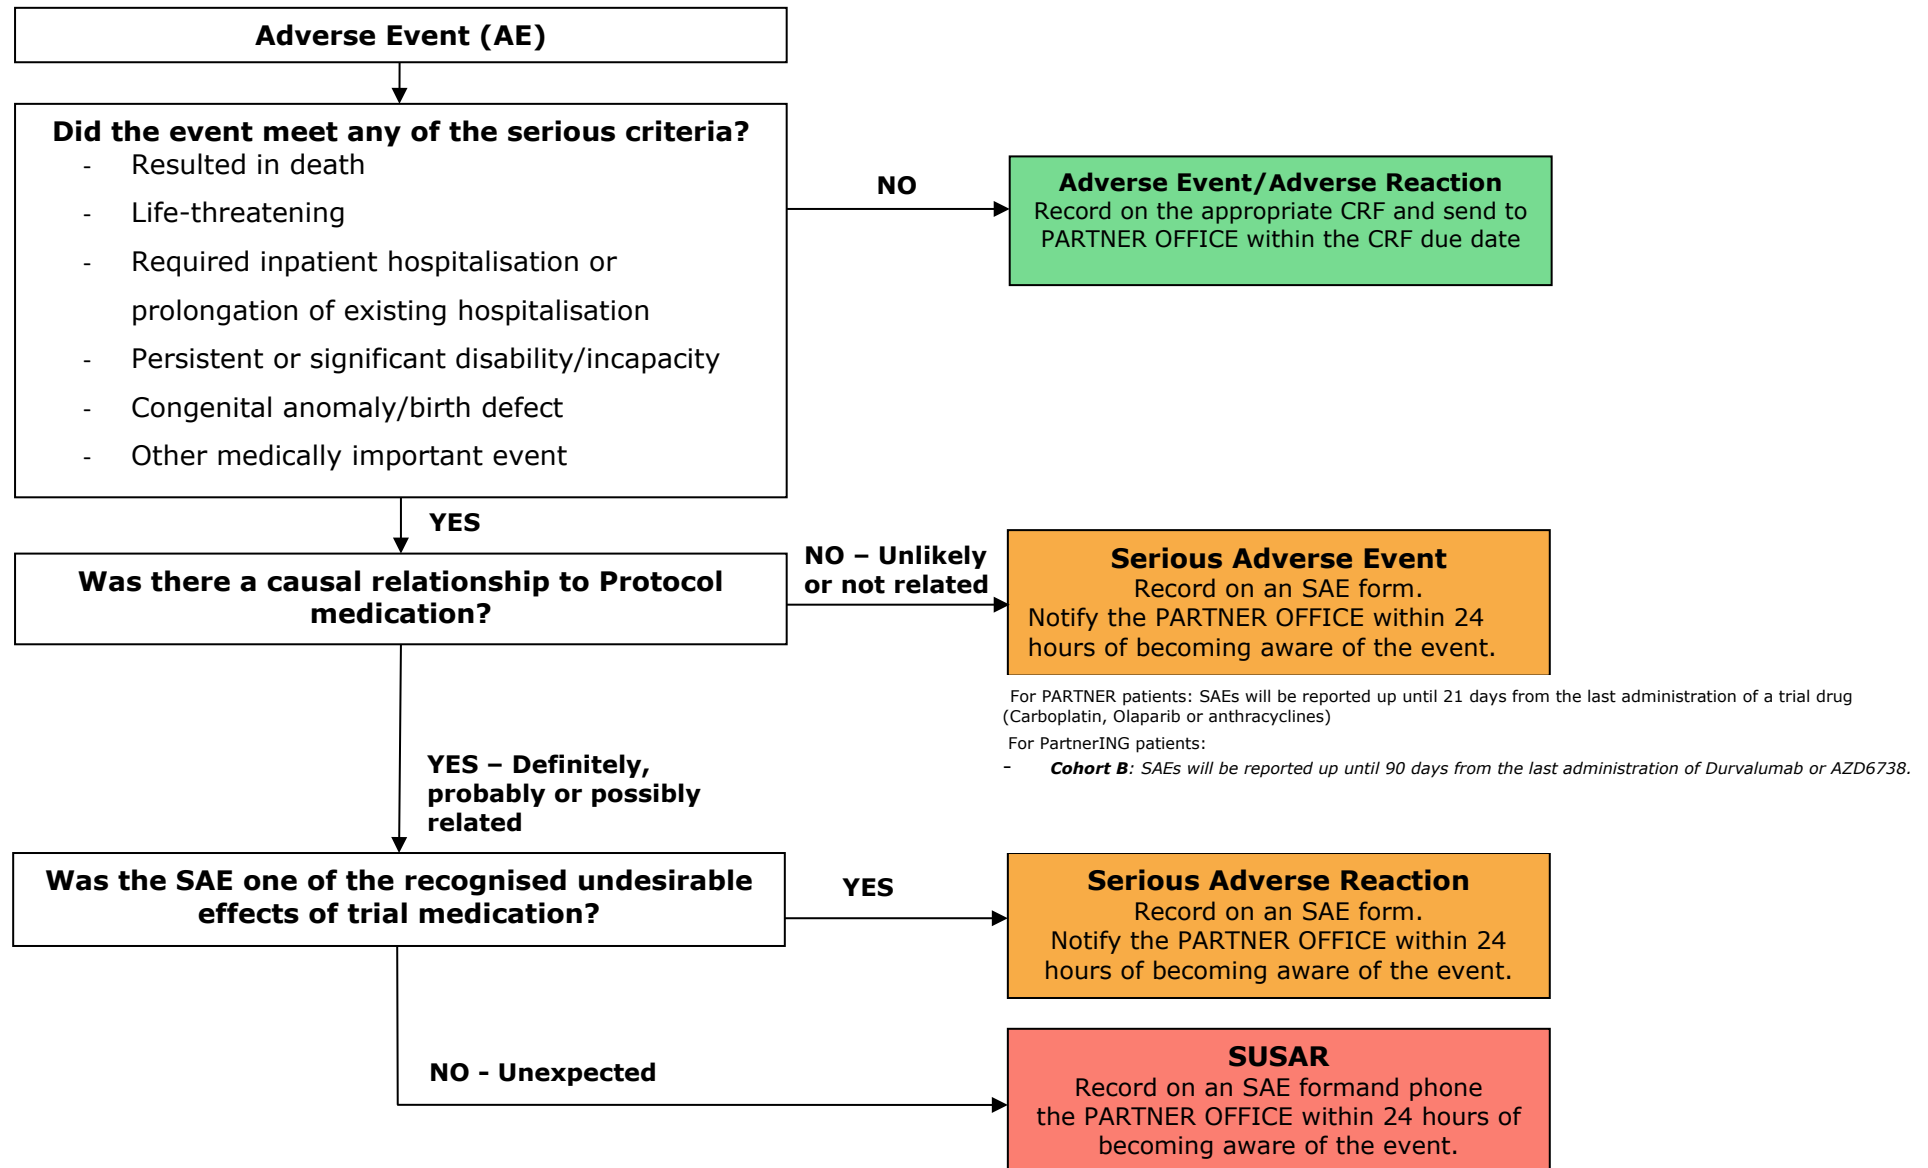 Adverse Event (AE)
Did the event meet any of the serious criteria?
- Resulted in death
- Life-threatening
- Required inpatient hospitalisation or
prolongation of existing hospitalisation
- Persistent or significant disability/incapacity
- Congenital anomaly/birth defect
- Other medically important event
NO
Adverse Event/Adverse Reaction
Record on the appropriate CRF and send to
PARTNER OFFICE within the CRF due date
YES
Was there a causal relationship to Protocol
medication?
NO – Unlikely
or not related
Serious Adverse Event
Record on an SAE form.
Notify the PARTNER OFFICE within 24
hours of becoming aware of the event.
For PARTNER patients: SAEs will be reported up until 21 days from the last administration of a trial drug
(Carboplatin, Olaparib or anthracyclines)
For PartnerING patients:
- Cohort B: SAEs will be reported up until 90 days from the last administration of Durvalumab or AZD6738.
YES – Definitely,
probably or possibly
related
Was the SAE one of the recognised undesirable
effects of trial medication?
YES
Serious Adverse Reaction
Record on an SAE form.
Notify the PARTNER OFFICE within 24
hours of becoming aware of the event.
NO - Unexpected
SUSAR
Record on an SAE formand phone
the PARTNER OFFICE within 24 hours of
becoming aware of the event.